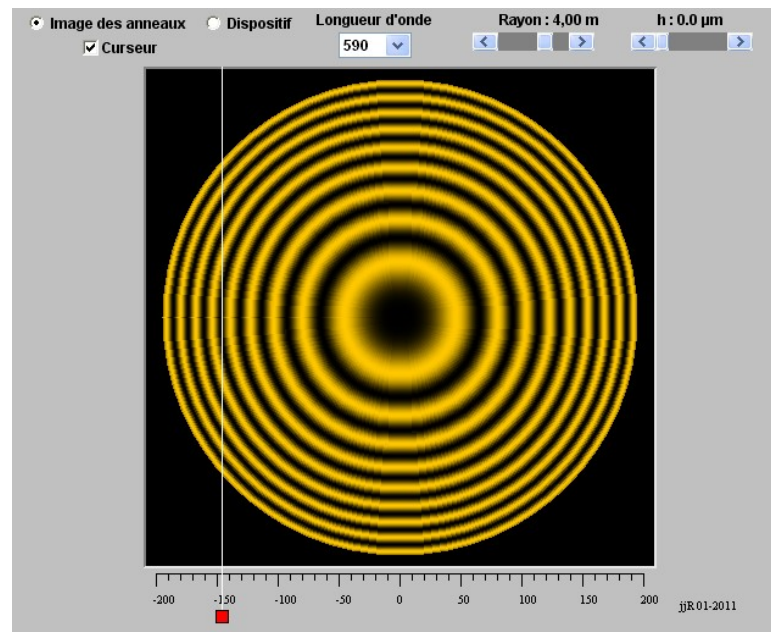 Image des anneaux Dispositif Longueur d'onde Rayon : 4,00 m h : 0.0 µm
Curseur 590
-200 -150 -100 -50 0 50 100 150 200
jjR 01-2011